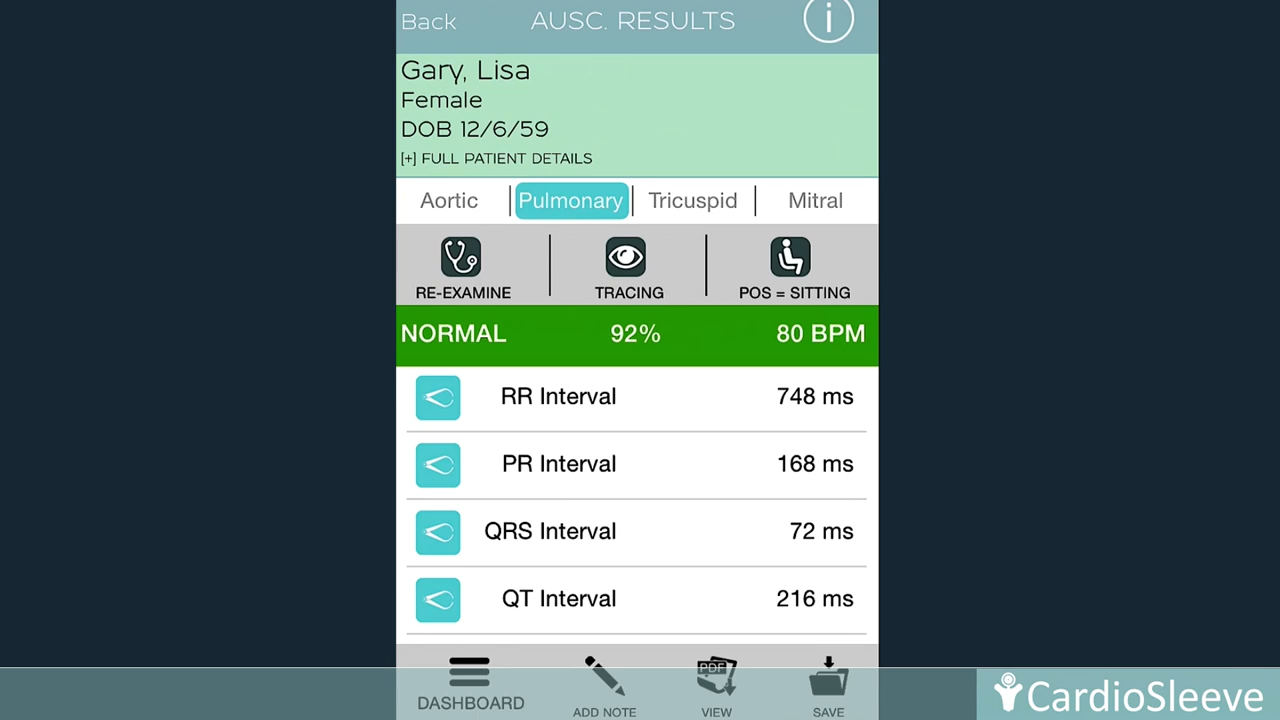 Back AUSC. RESULTS i
Gary, Lisa
Female
DOB 12/6/59
[+] FULL PATIENT DETAILS
Aortic Pulmonary Tricuspid Mitral
RE-EXAMINE TRACING POS = SITTING
NORMAL 92% 80 BPM
RR Interval 748 ms
PR Interval 168 ms
QRS Interval 72 ms
QT Interval 216 ms
PDF
DASHBOARD ADD NOTE VIEW SAVE
CardioSleeve